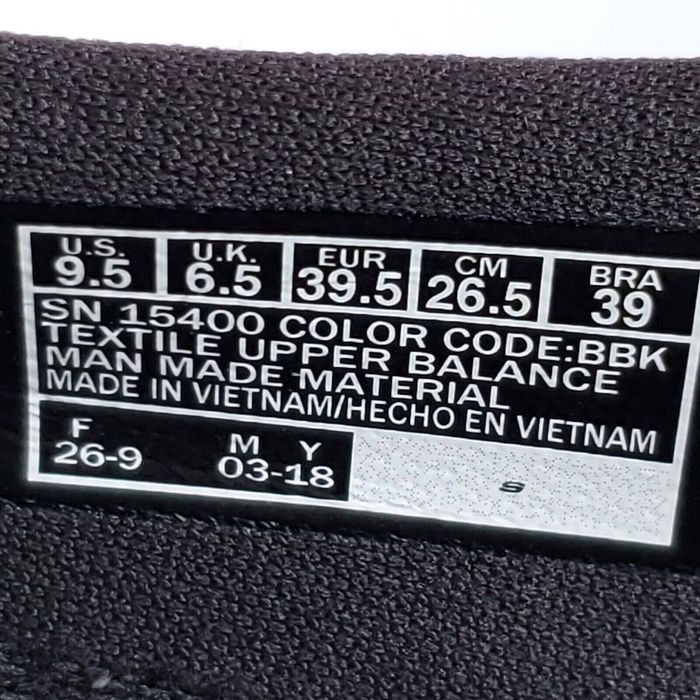 U.S. U.K. EUR CM BRA
9.5 6.5 39.5 26.5 39
SN 15400 COLOR CODE:BBK
TEXTILE UPPER BALANCE
MAN MADE MATERIAL
MADE IN VIETNAM/HECHO EN VIETNAM
F M Y
26-9 03-18
S